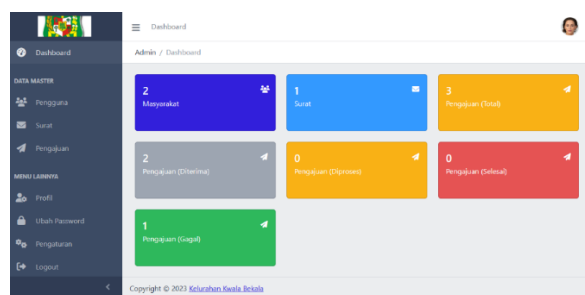 Dashboard
Dashboard
Admin / Dashboard
DATA MASTER
Pengguna
Surat
Pengajuan
MENU LAINNYA
Profil
Ubah Password
Pengaturan
Logout
2
Masyarakat
1
Surat
3
Pengajuan (Total)
2
Pengajuan (Diterima)
0
Pengajuan (Diproses)
0
Pengajuan (Selesai)
1
Pengajuan (Gagal)
Copyright © 2023 Kelurahan Kwala Bekala